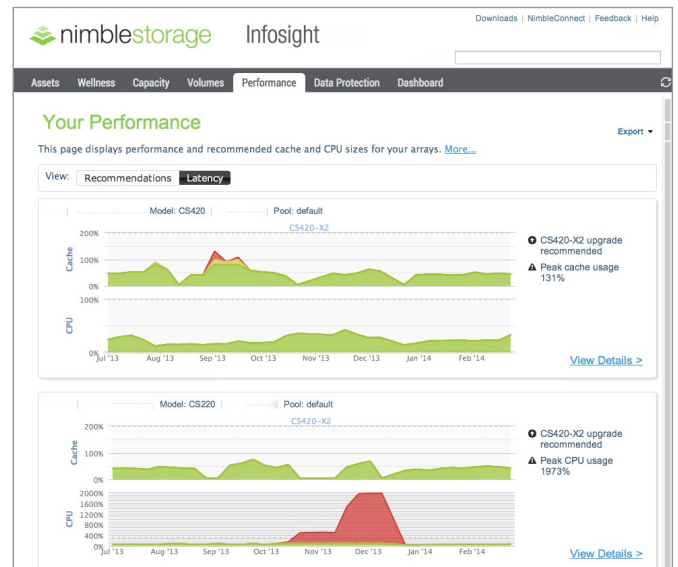 Downloads | NimbleConnect | Feedback | Help
nimblestorage Infosight
Assets Wellness Capacity Volumes Performance Data Protection Dashboard
Your Performance
Export
This page displays performance and recommended cache and CPU sizes for your arrays. More...
View: Recommendations Latency
Model: CS420 Pool: default
CS420-X2
200%
100%
0%
Cache
100%
0%
CPU
Jul '13 Aug '13 Sep '13 Oct '13 Nov '13 Dec '13 Jan '14 Feb '14
CS420-X2 upgrade
recommended
Peak cache usage
131%
View Details >
Model: CS220 Pool: default
CS420-X2
200%
100%
0%
Cache
2000%
1600%
1200%
800%
400%
0%
CPU
Jul '13 Aug '13 Sep '13 Oct '13 Nov '13 Dec '13 Jan '14 Feb '14
CS420-X2 upgrade
recommended
Peak CPU usage
1973%
View Details >